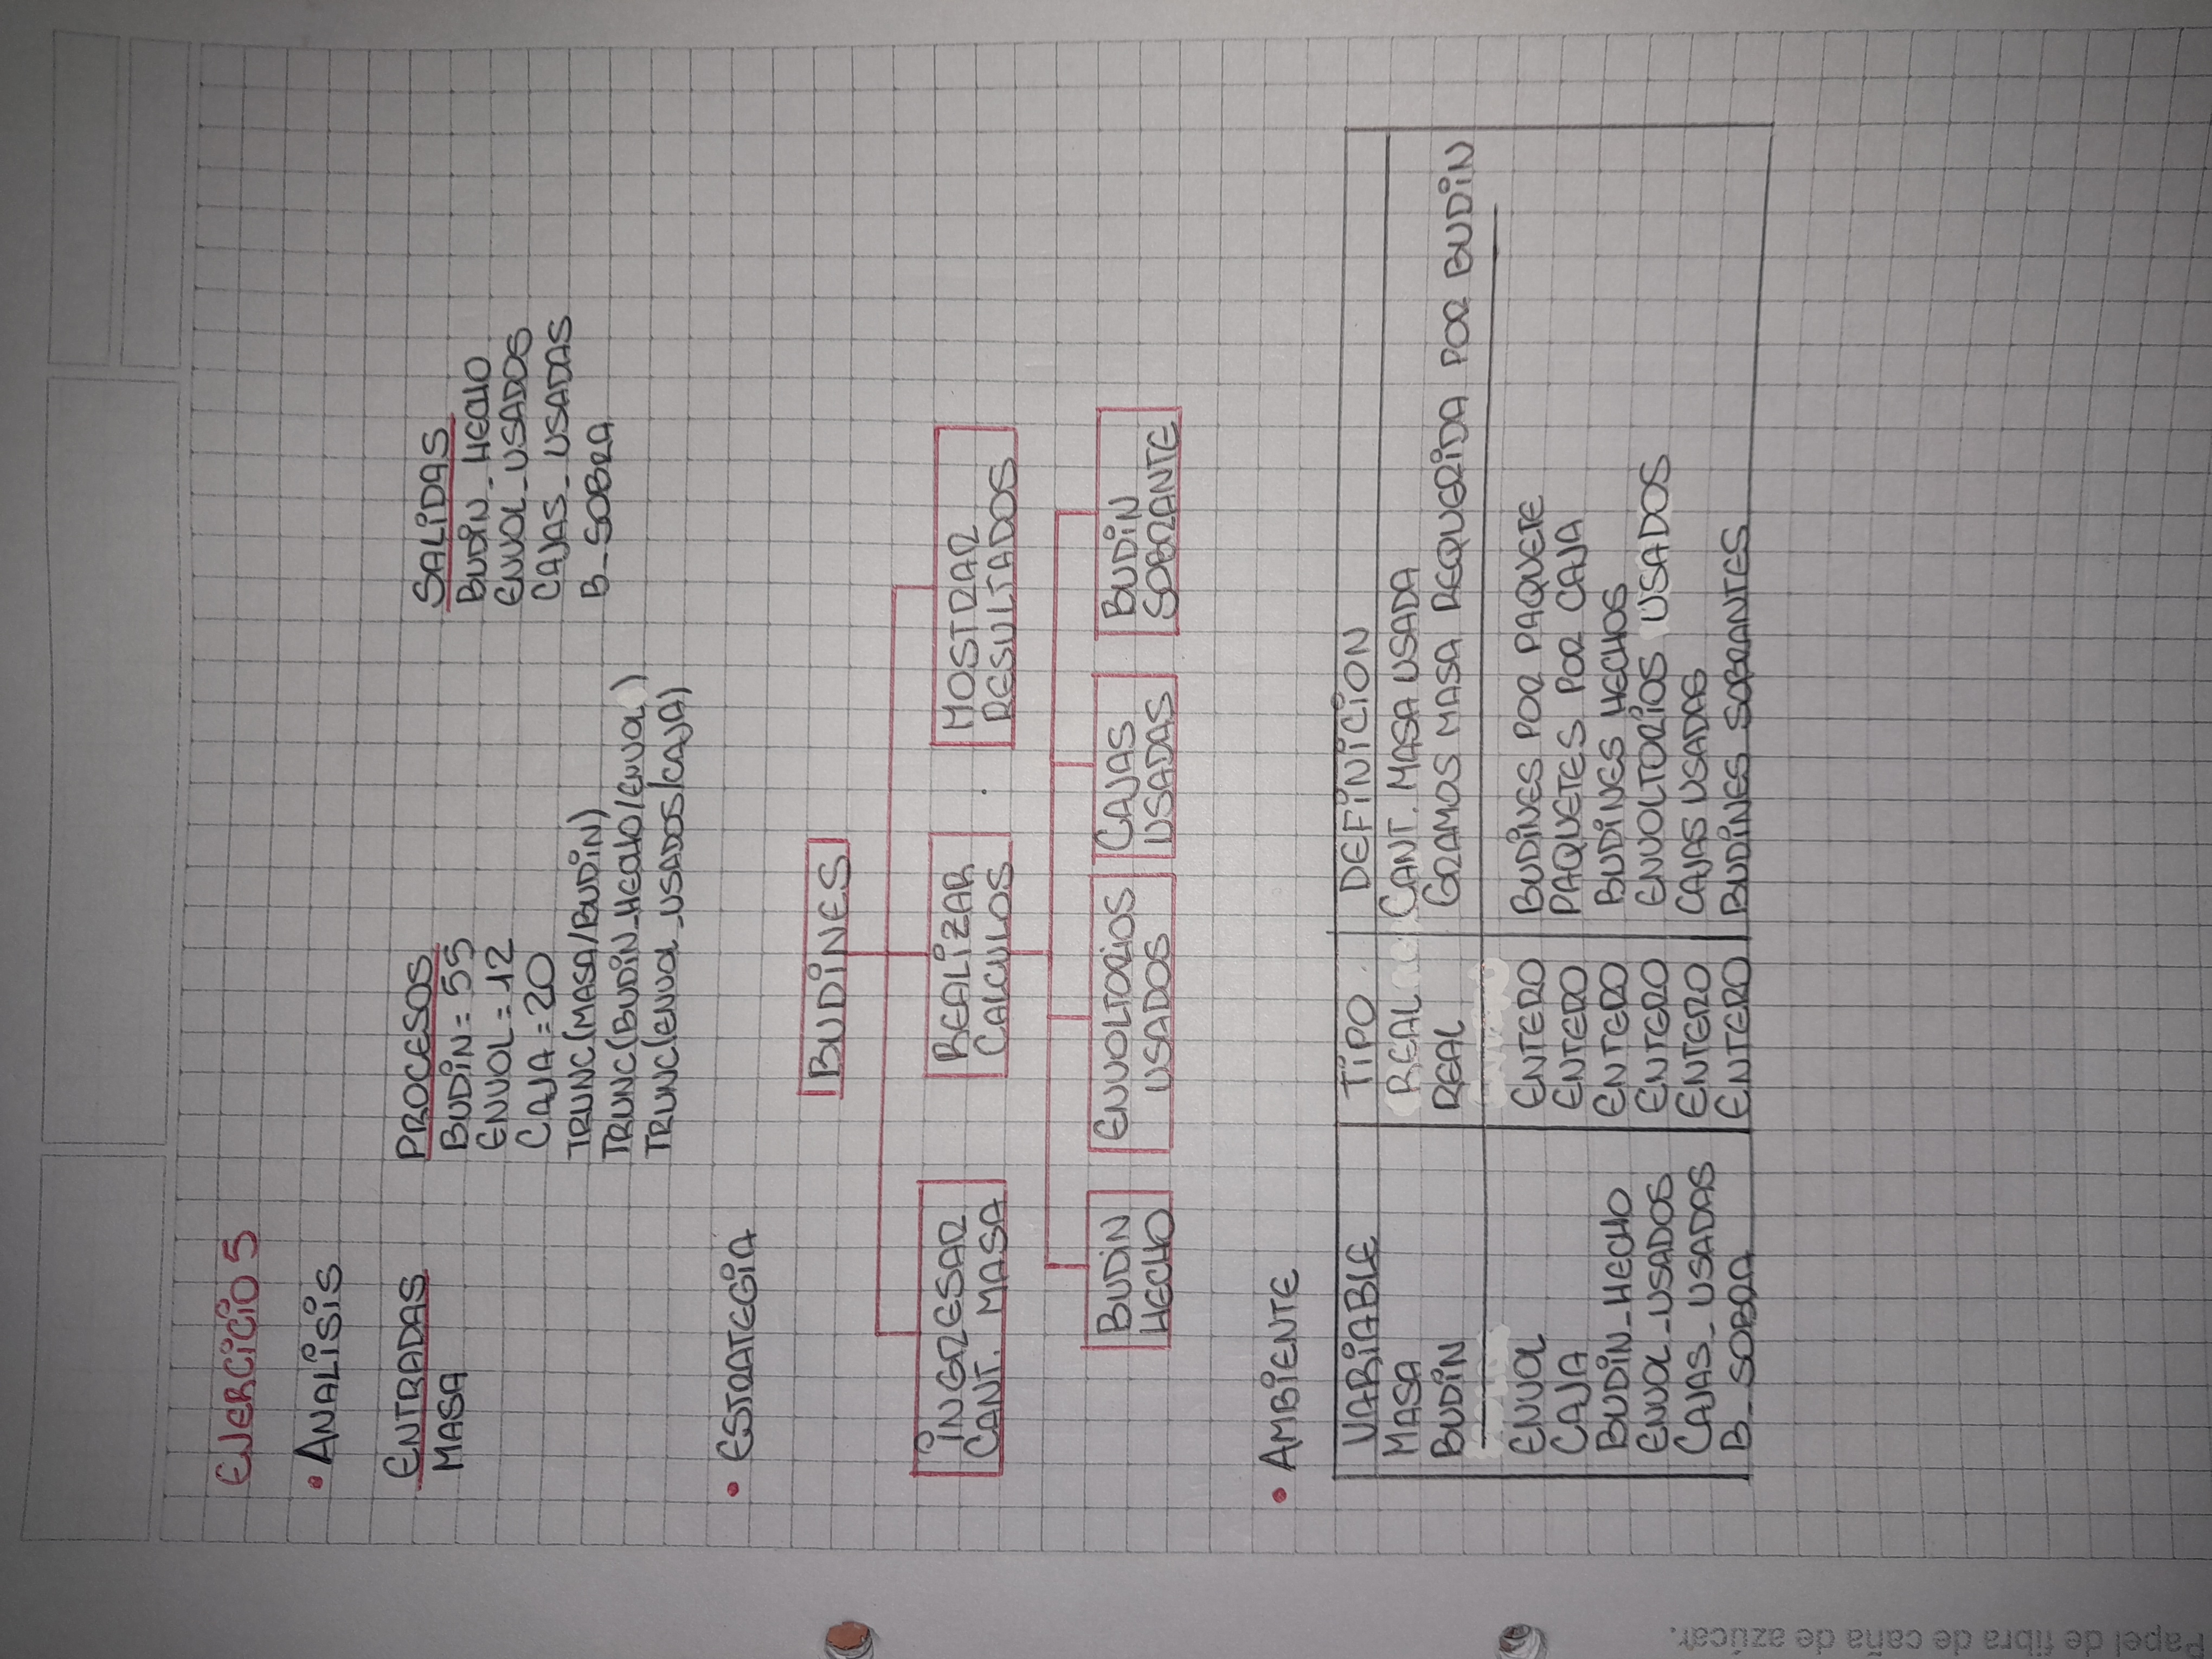 EJERCICIO 5
• ANALISIS
ENTRADAS
MASA
PROCESOS
BUDIN = 55
ENVOL = 12
CAJA = 20
TRUNC(MASA/BUDIN)
TRUNC(BUDIN_HECHO/ENVOL )
TRUNC(ENVOL_USADOS/CAJA)
SALIDAS
BUDIN_HECHO
ENVOL_USADOS
CAJAS_USADAS
B_SOBRA
• ESTRATEGIA
BUDINES
INGRESAR
CANT. MASA
REALIZAR
CALCULOS
MOSTRAR
RESULTADOS
BUDIN
HECHO
ENVOLTORIOS
USADOS
CAJAS
USADAS
BUDIN
SOBRANTE
• AMBIENTE
VARIABLE TIPO DEFINICION
MASA REAL CANT. MASA USADA
BUDIN REAL GRAMOS MASA REQUERIDA POR BUDIN
ENVOL ENTERO BUDINES POR PAQUETE
CAJA ENTERO PAQUETES POR CAJA
BUDIN_HECHO ENTERO BUDINES HECHOS
ENVOL_USADOS ENTERO ENVOLTORIOS USADOS
CAJAS_USADAS ENTERO CAJAS USADAS
B_SOBRA ENTERO BUDINES SOBRANTES
Papel de fibra de caña de azúcar.